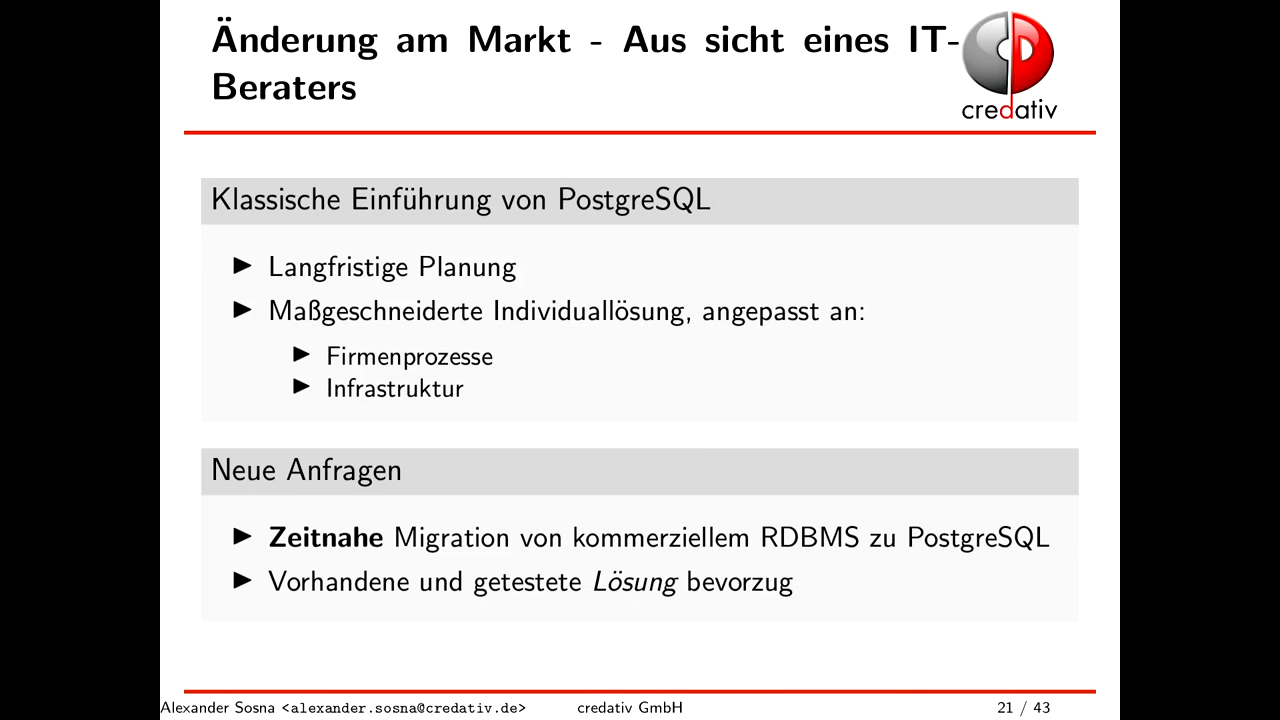 Änderung am Markt - Aus sicht eines IT-
Beraters
credativ
Klassische Einführung von PostgreSQL
▶ Langfristige Planung
▶ Maßgeschneiderte Individuallösung, angepasst an:
▶ Firmenprozesse
▶ Infrastruktur
Neue Anfragen
▶ Zeitnahe Migration von kommerziellem RDBMS zu PostgreSQL
▶ Vorhandene und getestete Lösung bevorzug
Alexander Sosna <alexander.sosna@credativ.de> credativ GmbH 21 / 43